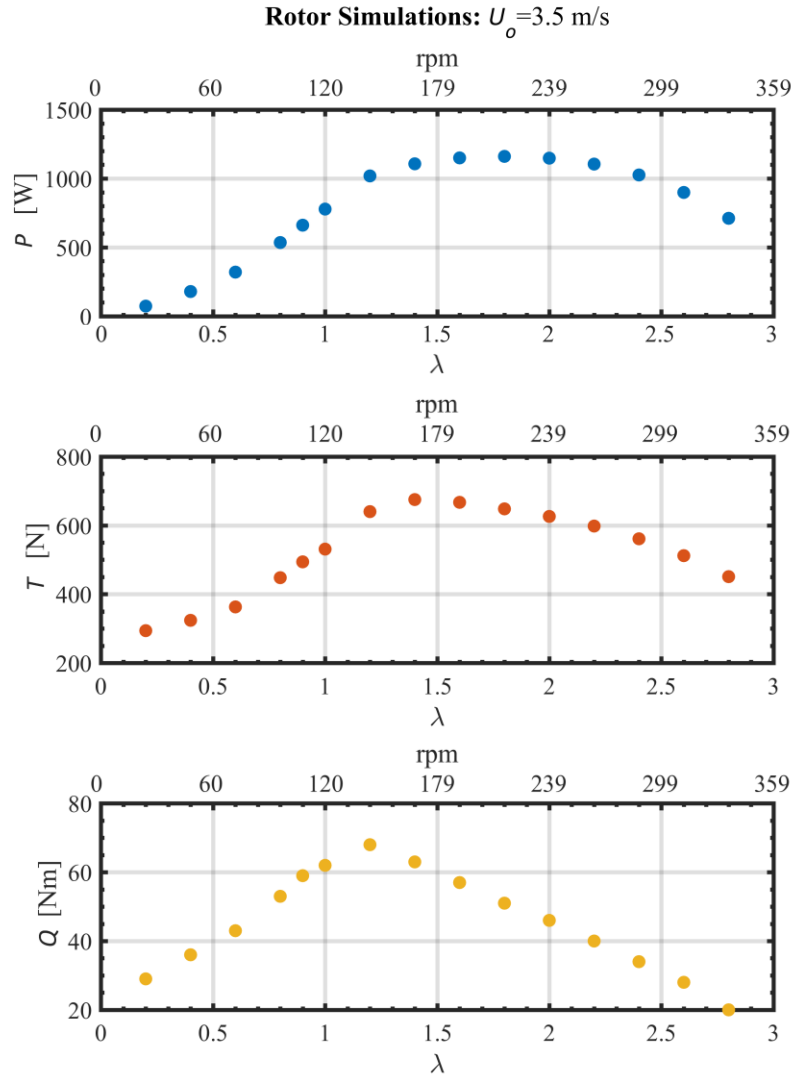 Rotor Simulations: U_o=3.5 m/s
rpm
0 60 120 179 239 299 359
1500
1000
500
0
P [W]
0 0.5 1 1.5 2 2.5 3
λ
rpm
0 60 120 179 239 299 359
800
600
400
200
T [N]
0 0.5 1 1.5 2 2.5 3
λ
rpm
0 60 120 179 239 299 359
80
60
40
20
Q [Nm]
0 0.5 1 1.5 2 2.5 3
λ